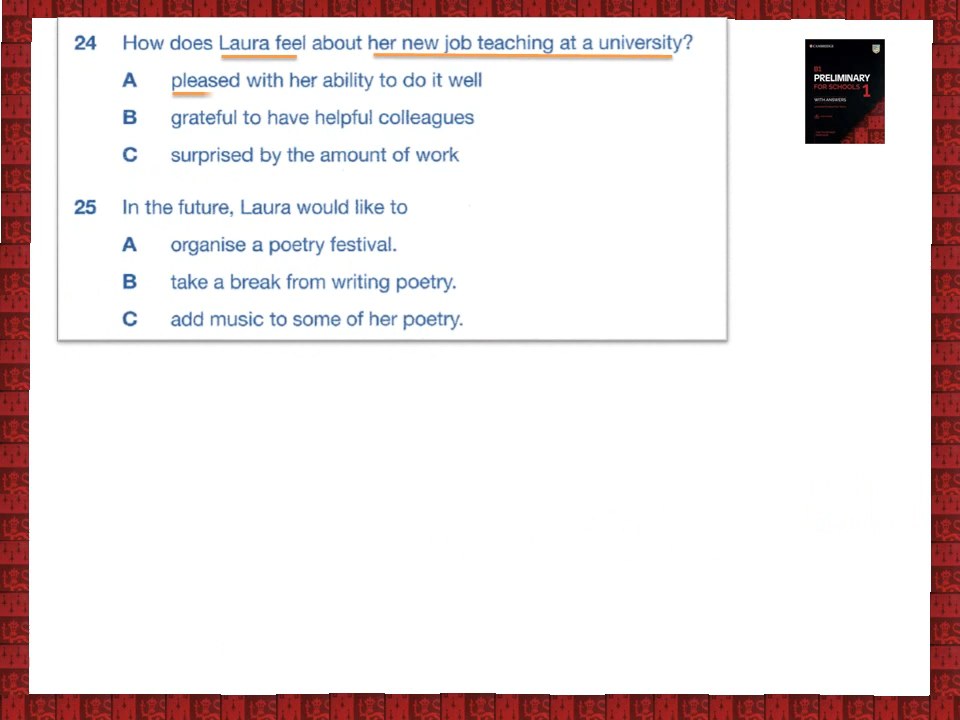 24 How does Laura feel about her new job teaching at a university?
A pleased with her ability to do it well
B grateful to have helpful colleagues
C surprised by the amount of work
25 In the future, Laura would like to
A organise a poetry festival.
B take a break from writing poetry.
C add music to some of her poetry.
CAMBRIDGE
B1
PRELIMINARY
FOR SCHOOLS 1
WITH ANSWERS